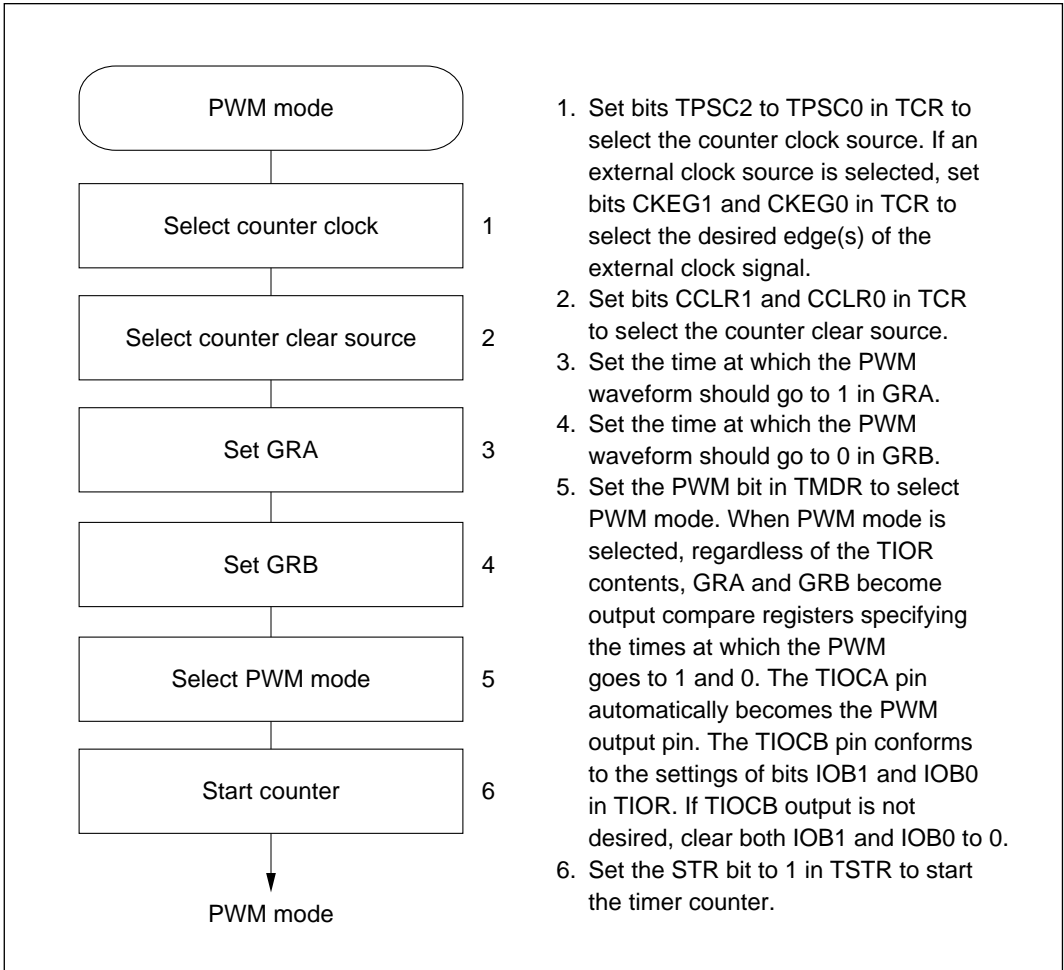 PWM mode
Select counter clock 1
Select counter clear source 2
Set GRA 3
Set GRB 4
Select PWM mode 5
Start counter 6
PWM mode
1. Set bits TPSC2 to TPSC0 in TCR to
select the counter clock source. If an
external clock source is selected, set
bits CKEG1 and CKEG0 in TCR to
select the desired edge(s) of the
external clock signal.
2. Set bits CCLR1 and CCLR0 in TCR
to select the counter clear source.
3. Set the time at which the PWM
waveform should go to 1 in GRA.
4. Set the time at which the PWM
waveform should go to 0 in GRB.
5. Set the PWM bit in TMDR to select
PWM mode. When PWM mode is
selected, regardless of the TIOR
contents, GRA and GRB become
output compare registers specifying
the times at which the PWM
goes to 1 and 0. The TIOCA pin
automatically becomes the PWM
output pin. The TIOCB pin conforms
to the settings of bits IOB1 and IOB0
in TIOR. If TIOCB output is not
desired, clear both IOB1 and IOB0 to 0.
6. Set the STR bit to 1 in TSTR to start
the timer counter.